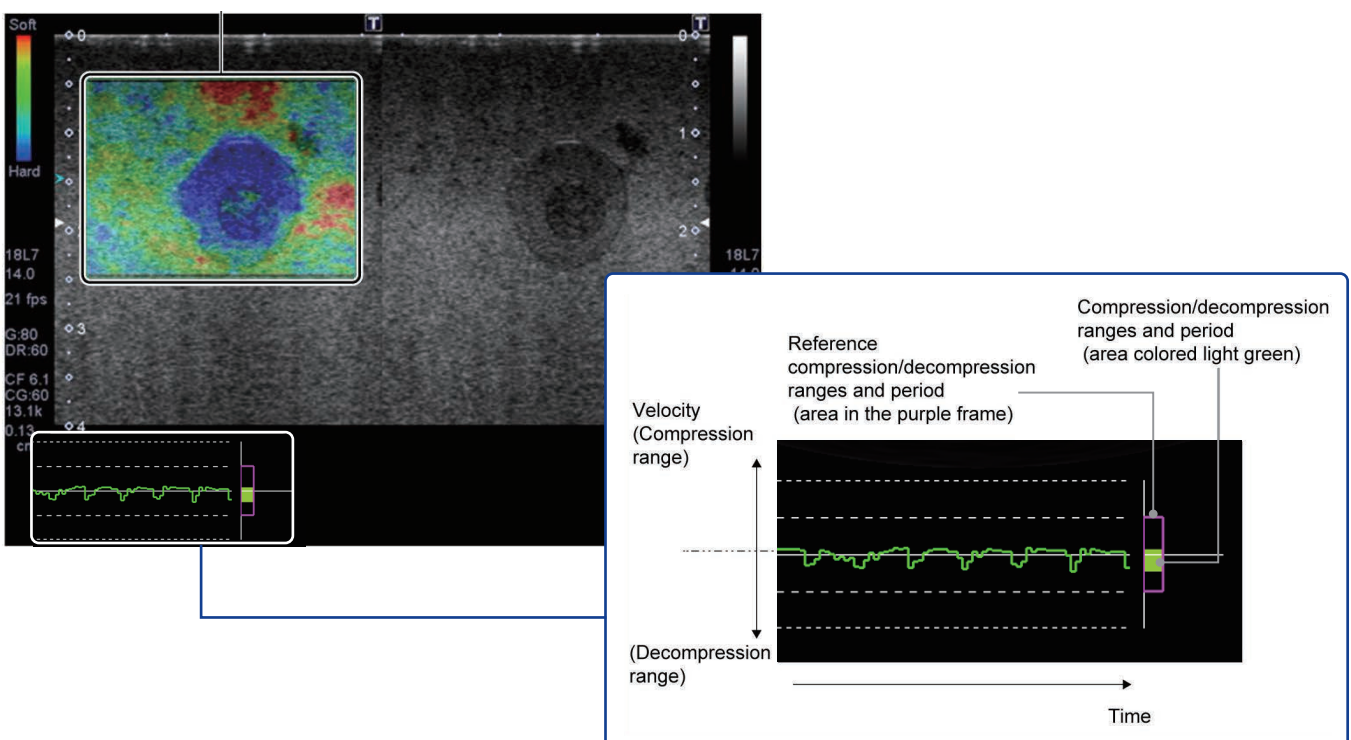 Soft
T
T
0
0
1
Hard
2
18L7
14.0
21 fps
G:80
DR:60
CF 6.1
CG:60
13.1k
0.13
3
4
18L7
Compression/decompression
ranges and period
(area colored light green)
Reference
compression/decompression
ranges and period
(area in the purple frame)
Velocity
(Compression
range)
(Decompression
range)
Time